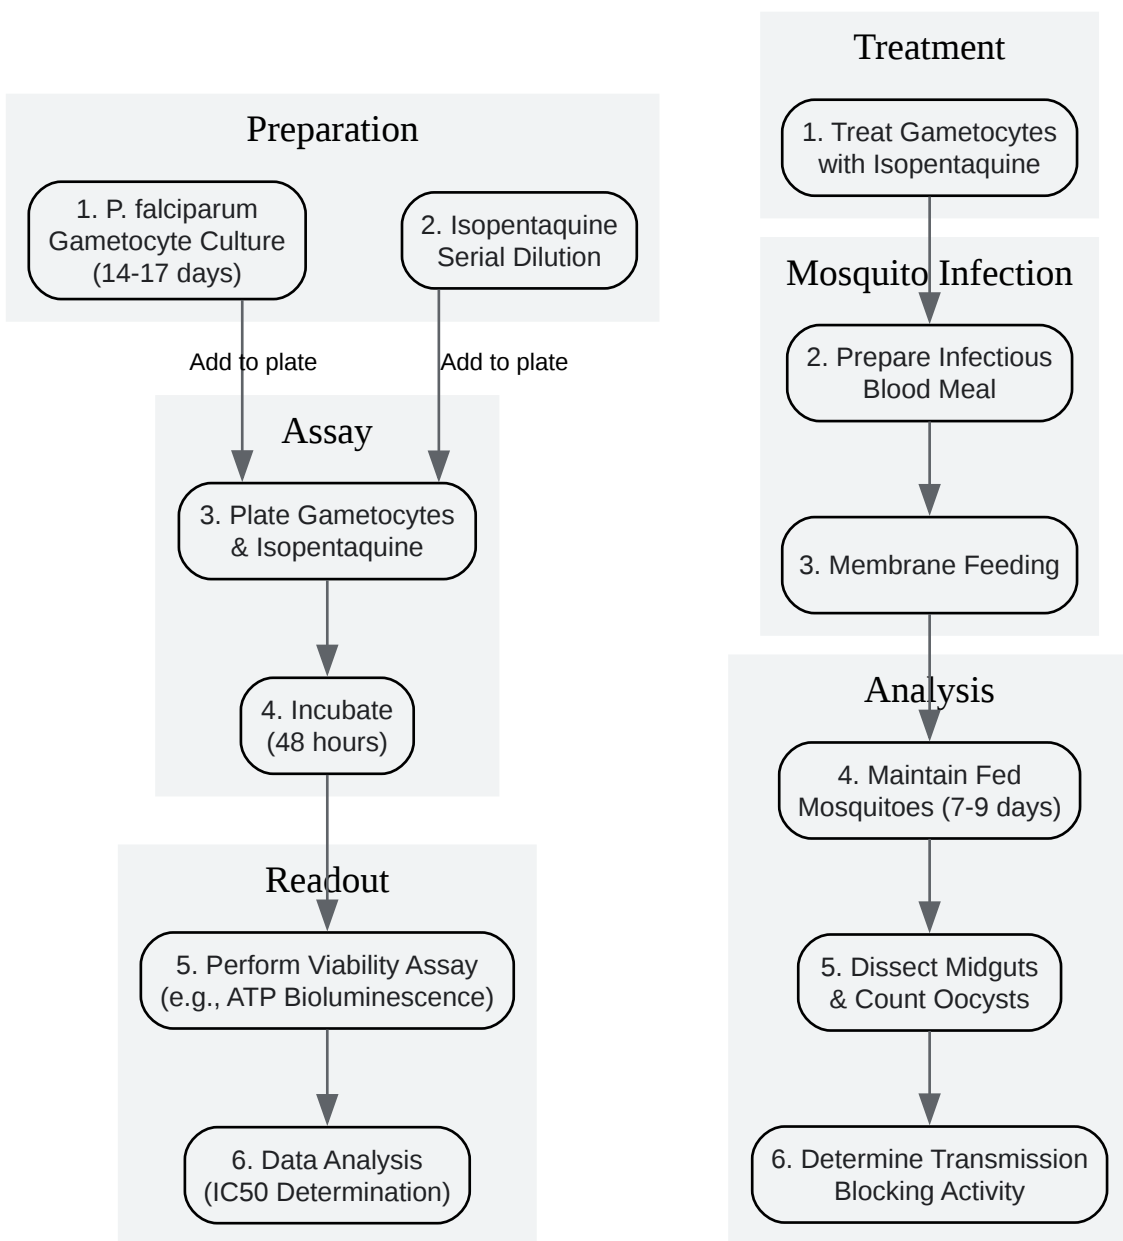 Preparation
1. P. falciparum
Gametocyte Culture
(14-17 days)
2. Isopentaquine
Serial Dilution
Add to plate
Add to plate
Assay
3. Plate Gametocytes
& Isopentaquine
4. Incubate
(48 hours)
Readout
5. Perform Viability Assay
(e.g., ATP Bioluminescence)
6. Data Analysis
(IC50 Determination)
Treatment
1. Treat Gametocytes
with Isopentaquine
Mosquito Infection
2. Prepare Infectious
Blood Meal
3. Membrane Feeding
Analysis
4. Maintain Fed
Mosquitoes (7-9 days)
5. Dissect Midguts
& Count Oocysts
6. Determine Transmission
Blocking Activity